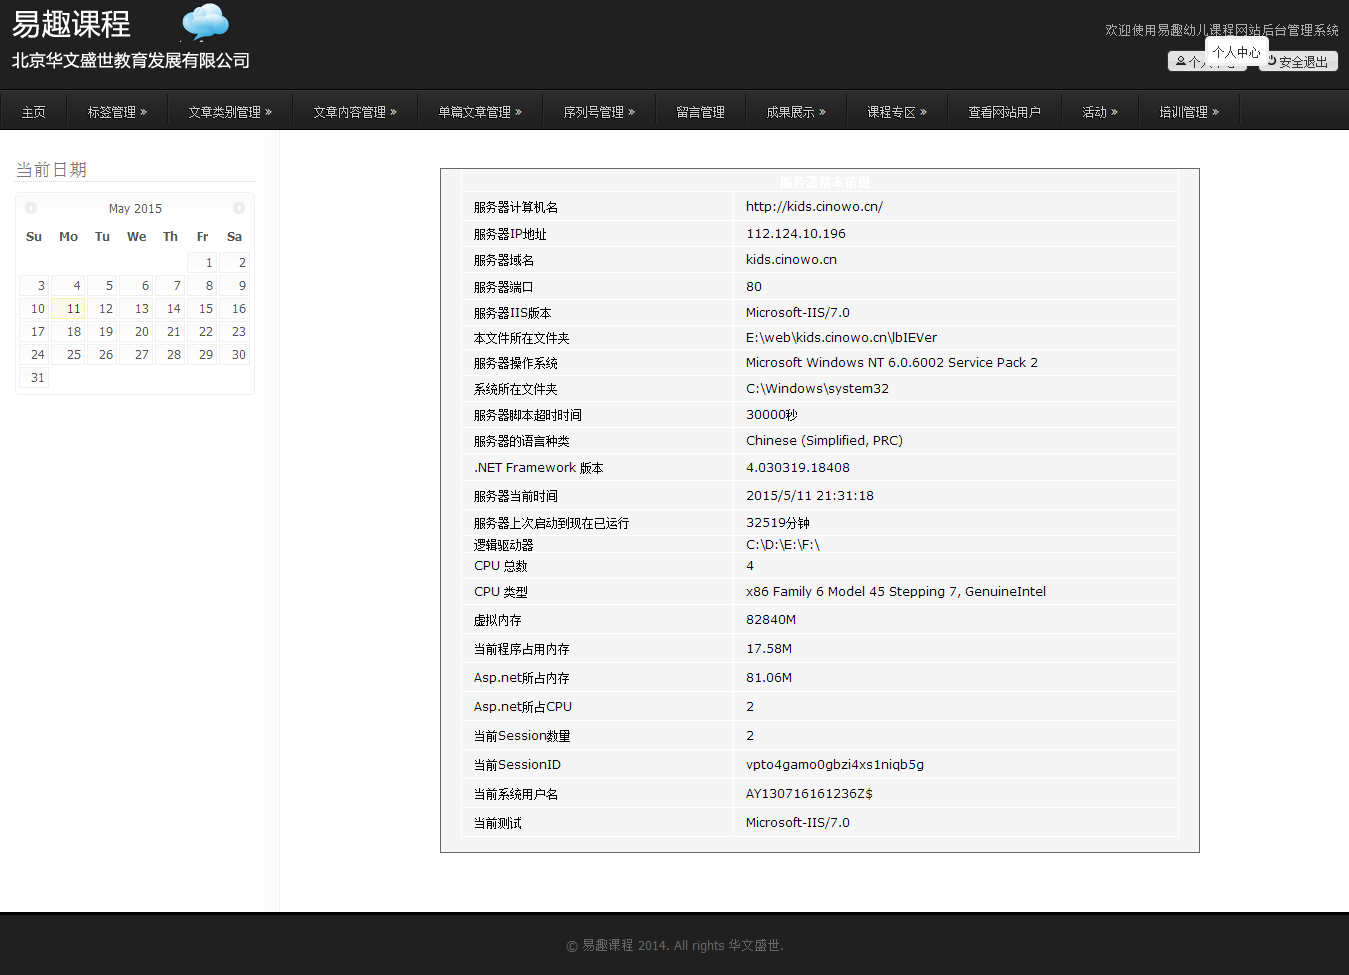 易趣课程
北京华文盛世教育发展有限公司
欢迎使用易趣幼儿课程网站后台管理系统
个人中心
安全退出
主页 标签管理 » 文章类别管理 » 文章内容管理 » 单篇文章管理 » 序列号管理 » 留言管理 成果展示 » 课程专区 » 查看网站用户 活动 » 培训管理 »
当前日期
May 2015
Su Mo Tu We Th Fr Sa
1 2
3 4 5 6 7 8 9
10 11 12 13 14 15 16
17 18 19 20 21 22 23
24 25 26 27 28 29 30
31
服务器基本信息
服务器计算机名 http://kids.cinowo.cn/
服务器IP地址 112.124.10.196
服务器域名 kids.cinowo.cn
服务器端口 80
服务器IIS版本 Microsoft-IIS/7.0
本文件所在文件夹 E:\web\kids.cinowo.cn\lbIEVer
服务器操作系统 Microsoft Windows NT 6.0.6002 Service Pack 2
系统所在文件夹 C:\Windows\system32
服务器脚本超时时间 30000秒
服务器的语言种类 Chinese (Simplified, PRC)
.NET Framework 版本 4.030319.18408
服务器当前时间 2015/5/11 21:31:18
服务器上次启动到现在已运行 32519分钟
逻辑驱动器 C:\D:\E:\F:\
CPU 总数 4
CPU 类型 x86 Family 6 Model 45 Stepping 7, GenuineIntel
虚拟内存 82840M
当前程序占用内存 17.58M
Asp.net所占内存 81.06M
Asp.net所占CPU 2
当前Session数量 2
当前SessionID vpto4gamo0gbzi4xs1niqb5g
当前系统用户名 AY130716161236Z$
当前测试 Microsoft-IIS/7.0
© 易趣课程 2014. All rights 华文盛世.